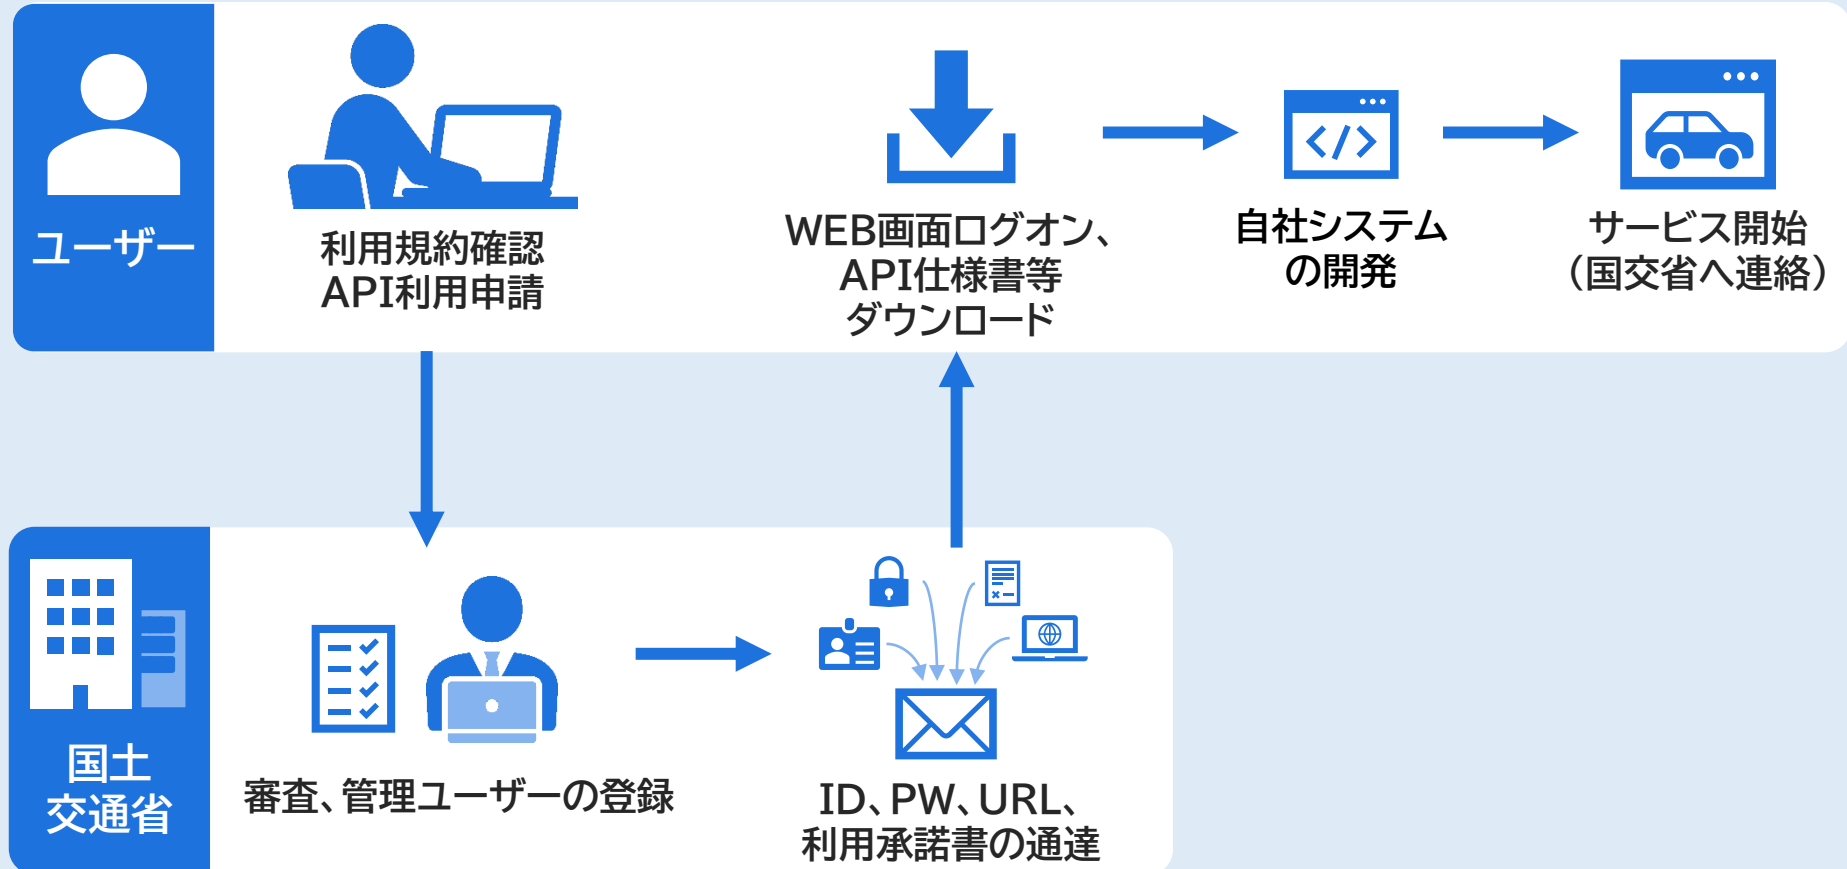 ユーザー
利用規約確認
API利用申請
WEB画面ログオン、
API仕様書等
ダウンロード
自社システム
の開発
サービス開始
（国交省へ連絡）
国土
交通省
審査、管理ユーザーの登録
ID、PW、URL、
利用承諾書の通達